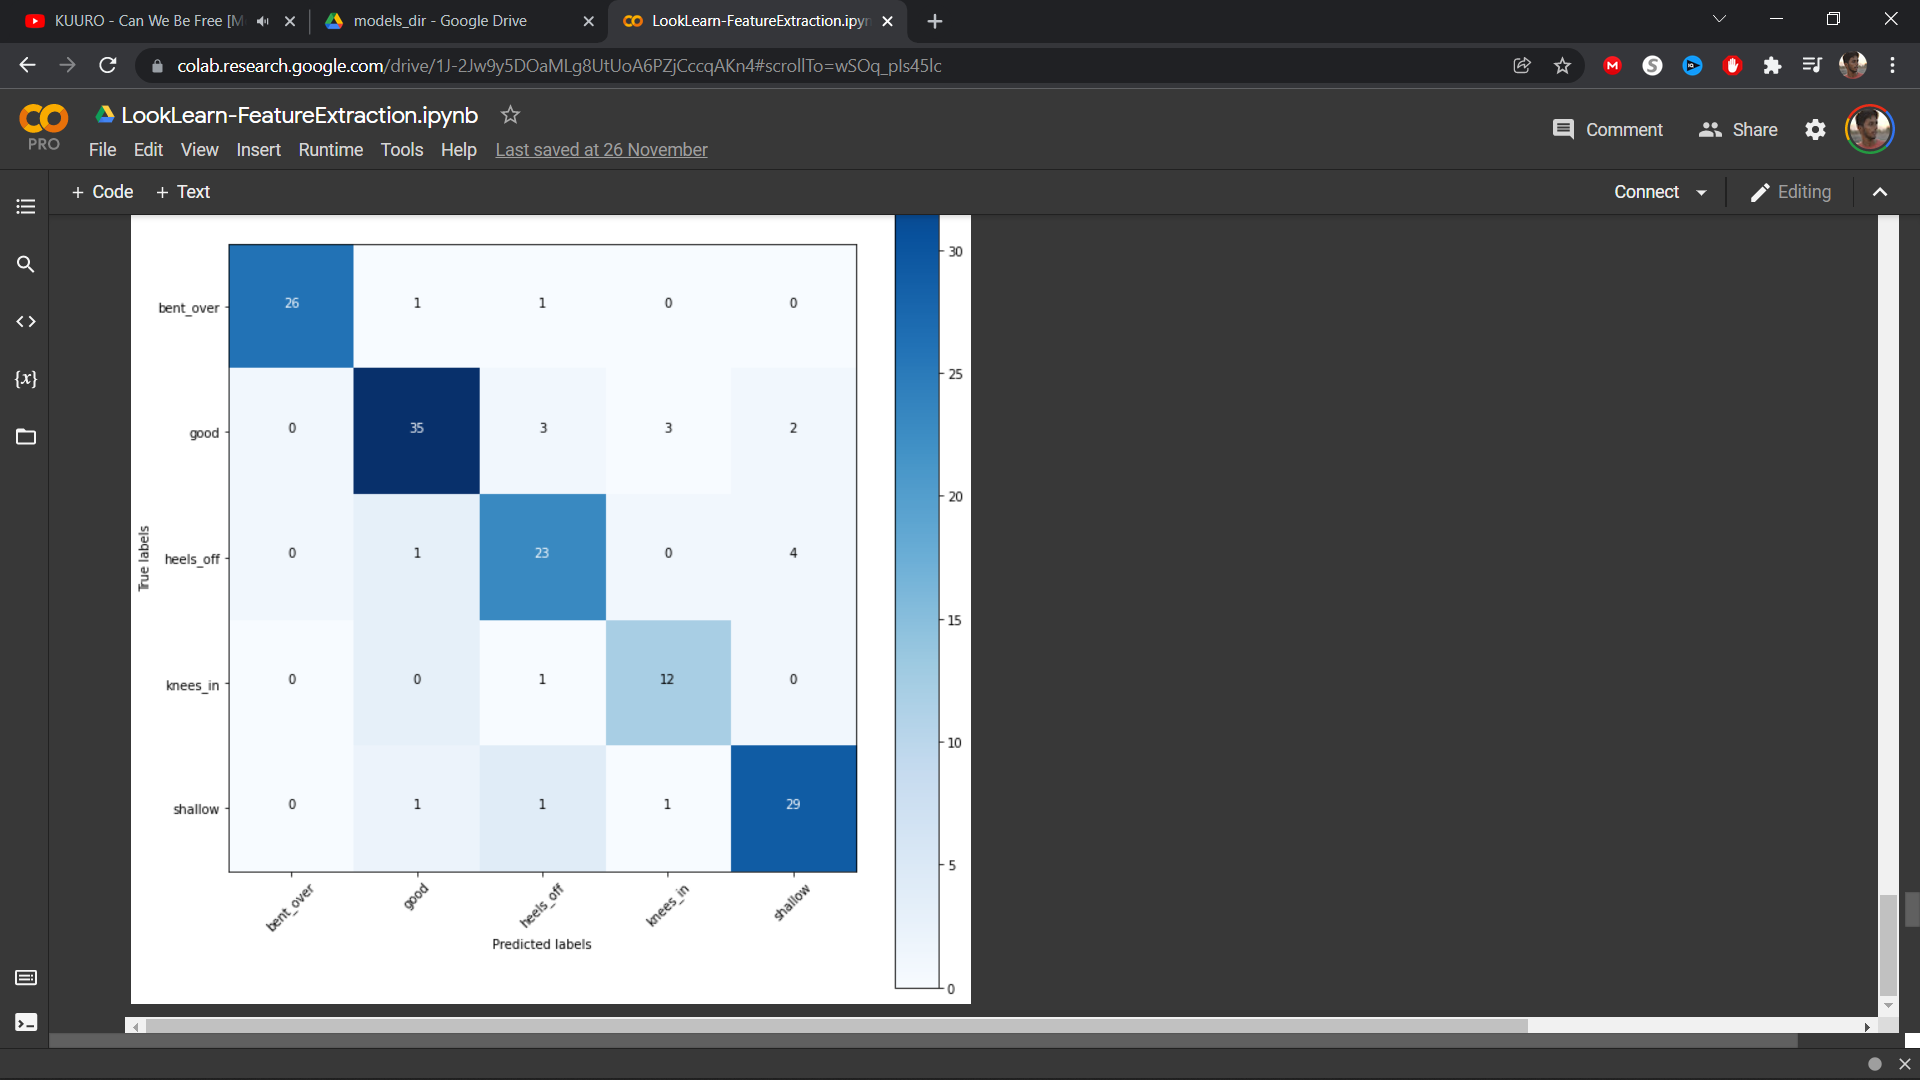 KUURO - Can We Be Free [M
models_dir - Google Drive
LookLearn-FeatureExtraction.ipyn
colab.research.google.com/drive/1J-2Jw9y5DOaMLg8UtUoA6PZjCccqAKn4#scrollTo=wSOq_pIs45lc
LookLearn-FeatureExtraction.ipynb
PRO
File Edit View Insert Runtime Tools Help Last saved at 26 November
Comment Share
+ Code + Text
Connect Editing
{x}
bent_over 26 1 1 0 0
good 0 35 3 3 2
heels_off 0 1 23 0 4
knees_in 0 0 1 12 0
shallow 0 1 1 1 29
True labels
bent_over good heels_off knees_in shallow
Predicted labels
30
25
20
15
10
5
0